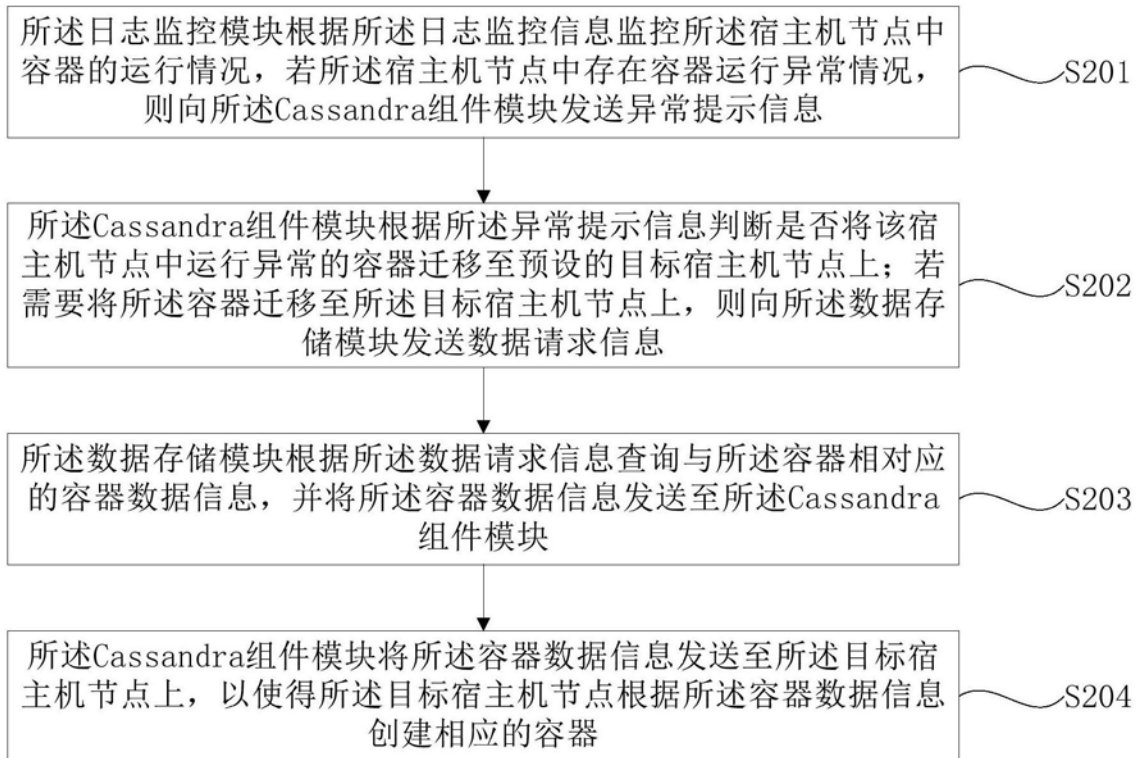 所述日志监控模块根据所述日志监控信息监控所述宿主机节点中
容器的运行情况，若所述宿主机节点中存在容器运行异常情况，
则向所述Cassandra组件模块发送异常提示信息
S201
所述Cassandra组件模块根据所述异常提示信息判断是否将该宿
主机节点中运行异常的容器迁移至预设的目标宿主机节点上；若
需要将所述容器迁移至所述目标宿主机节点上，则向所述数据存
储模块发送数据请求信息
S202
所述数据存储模块根据所述数据请求信息查询与所述容器相对应
的容器数据信息，并将所述容器数据信息发送至所述Cassandra
组件模块
S203
所述Cassandra组件模块将所述容器数据信息发送至所述目标宿
主机节点上，以使得所述目标宿主机节点根据所述容器数据信息
创建相应的容器
S204